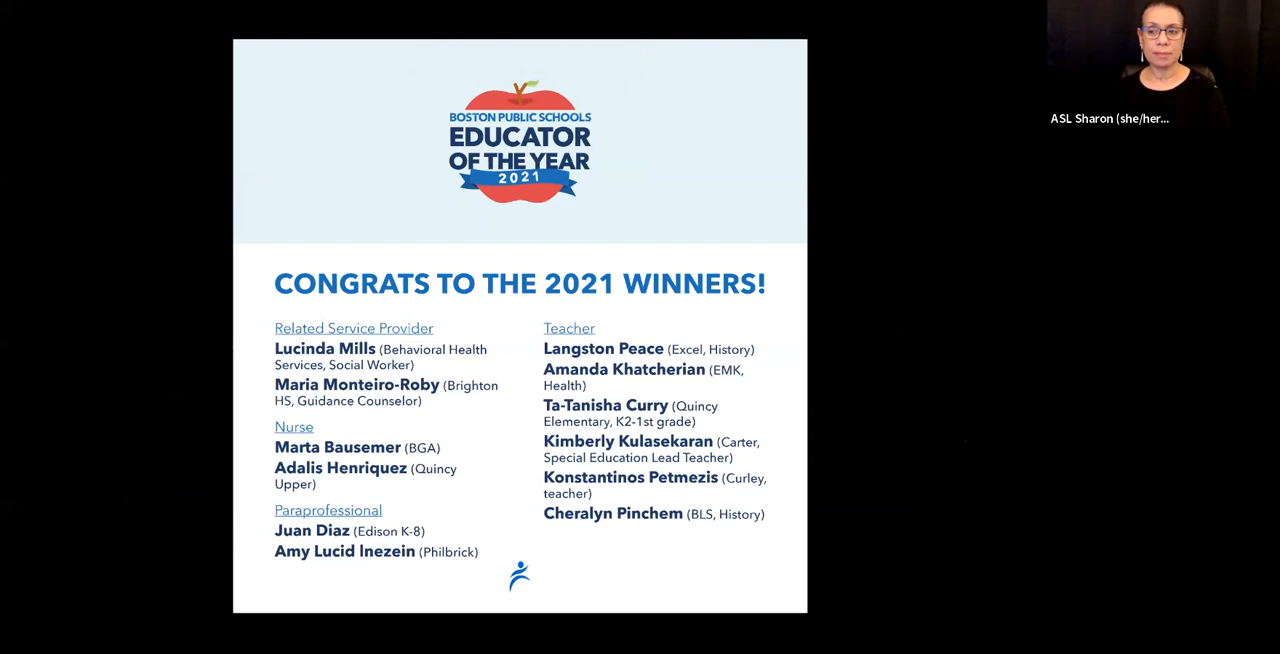 BOSTON PUBLIC SCHOOLS
EDUCATOR
OF THE YEAR
2021
CONGRATS TO THE 2021 WINNERS!
Related Service Provider
Lucinda Mills (Behavioral Health
Services, Social Worker)
Maria Monteiro-Roby (Brighton
HS, Guidance Counselor)
Nurse
Marta Bausemer (BGA)
Adalis Henriquez (Quincy
Upper)
Paraprofessional
Juan Diaz (Edison K-8)
Amy Lucid Inezein (Philbrick)
Teacher
Langston Peace (Excel, History)
Amanda Khatcherian (EMK,
Health)
Ta-Tanisha Curry (Quincy
Elementary, K2-1st grade)
Kimberly Kulasekaran (Carter,
Special Education Lead Teacher)
Konstantinos Petmezis (Curley,
teacher)
Cheralyn Pinchem (BLS, History)
ASL Sharon (she/her...